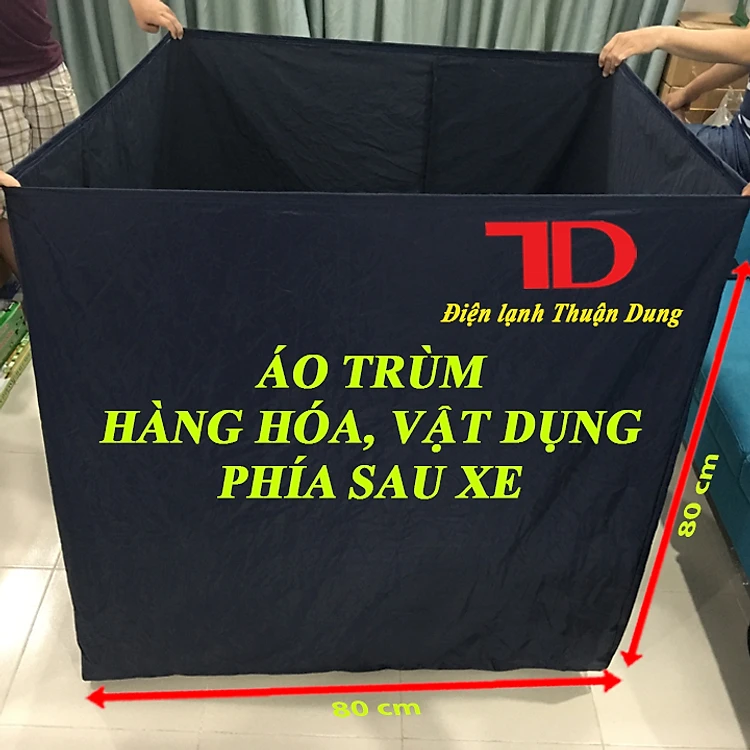 TD
Điện lạnh Thuận Dung
ÁO TRÙM
HÀNG HÓA, VẬT DỤNG
PHÍA SAU XE
80 cm
80 cm